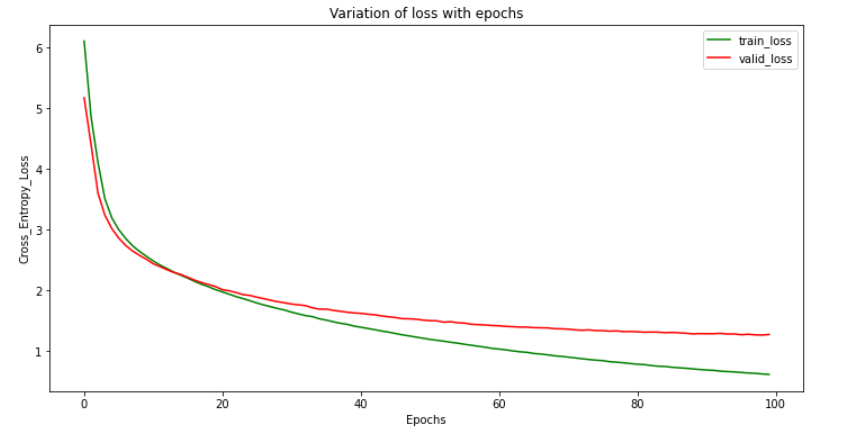 Variation of loss with epochs
train_loss
valid_loss
Cross_Entropy_Loss
6
5
4
3
2
1
0 20 40 60 80 100
Epochs